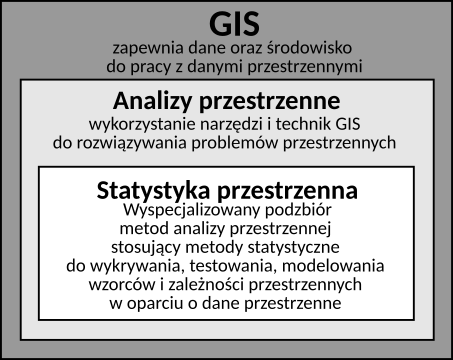 GIS
zapewnia dane oraz środowisko
do pracy z danymi przestrzennymi
Analizy przestrzenne
wykorzystanie narzędzi i technik GIS
do rozwiązywania problemów przestrzennych
Statystyka przestrzenna
Wyspecjalizowany podzbiór
metod analizy przestrzennej
stosujący metody statystyczne
do wykrywania, testowania, modelowania
wzorców i zależności przestrzennych
w oparciu o dane przestrzenne